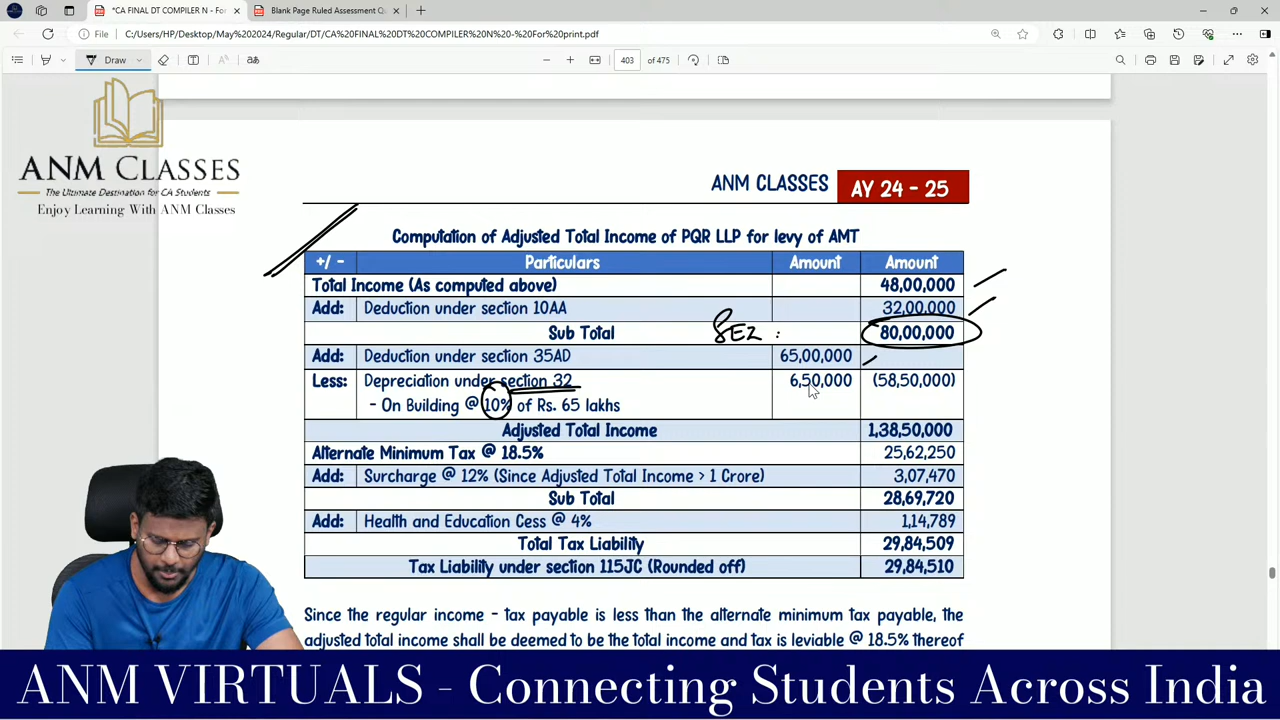 *CA FINAL DT COMPILER N - For
Blank Page Ruled Assessment Q
File
C:/Users/HP/Desktop/May%202024/Regular/DT/CA%20FINAL%20DT%20COMPILER%20N%20-%20For%20print.pdf
Draw
403 of 475
ANM CLASSES
The Ultimate Destination for CA Students
Enjoy Learning With ANM Classes
ANM CLASSES AY 24 - 25
Computation of Adjusted Total Income of PQR LLP for levy of AMT
+/ - Particulars Amount Amount
Total Income (As computed above) 48,00,000
Add: Deduction under section 10AA 32,00,000
Sub Total SEZ : 80,00,000
Add: Deduction under section 35AD 65,00,000
Less: Depreciation under section 32 6,50,000 (58,50,000)
- On Building @ 10% of Rs. 65 lakhs
Adjusted Total Income 1,38,50,000
Alternate Minimum Tax @ 18.5% 25,62,250
Add: Surcharge @ 12% (Since Adjusted Total Income > 1 Crore) 3,07,470
Sub Total 28,69,720
Add: Health and Education Cess @ 4% 1,14,789
Total Tax Liability 29,84,509
Tax Liability under section 115JC (Rounded off) 29,84,510
Since the regular income - tax payable is less than the alternate minimum tax payable, the
adjusted total income shall be deemed to be the total income and tax is leviable @ 18.5% thereof
ANM VIRTUALS - Connecting Students Across India